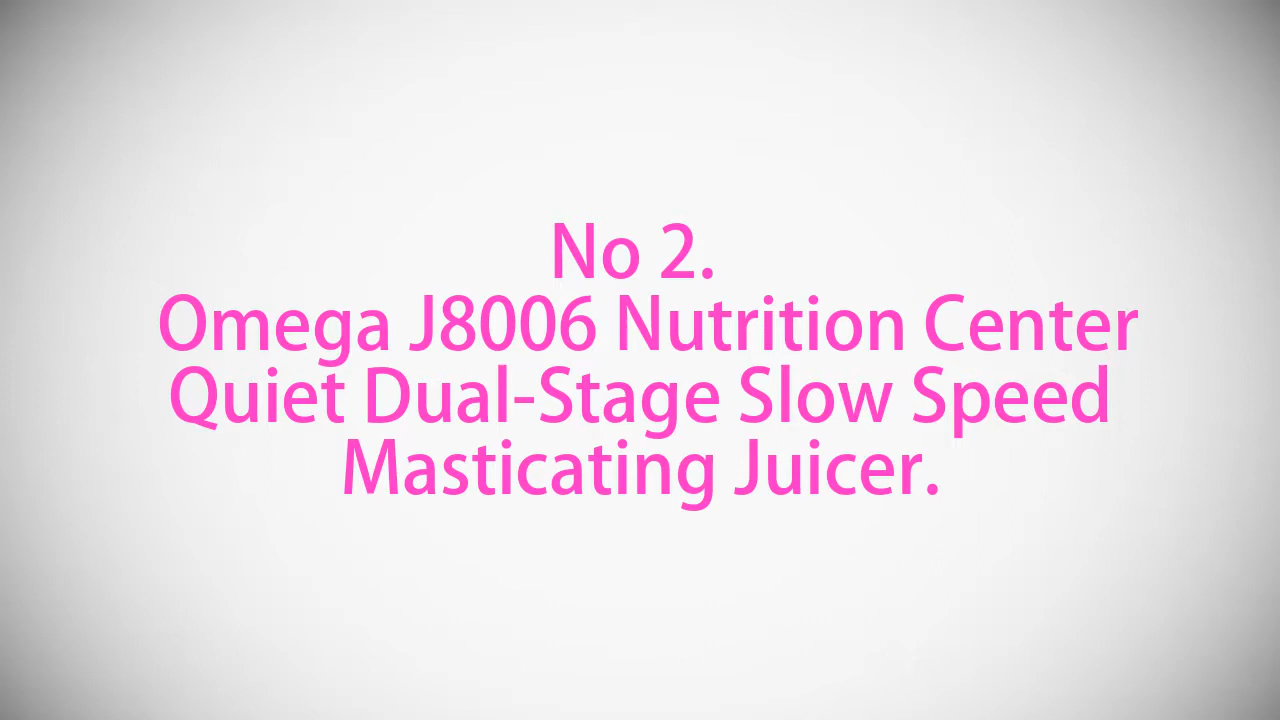 No 2.
Omega J8006 Nutrition Center
Quiet Dual-Stage Slow Speed
Masticating Juicer.